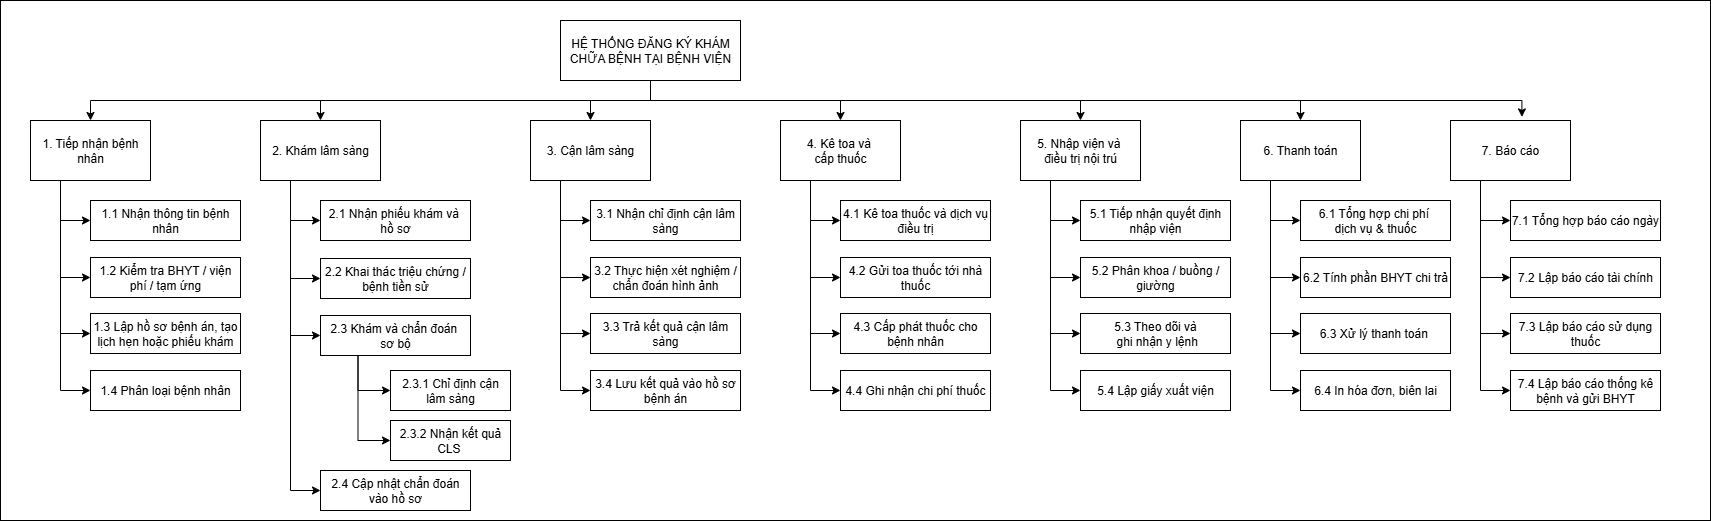 HỆ THỐNG ĐĂNG KÝ KHÁM
CHỮA BỆNH TẠI BỆNH VIỆN
1. Tiếp nhận bệnh
nhân
1.1 Nhận thông tin bệnh
nhân
1.2 Kiểm tra BHYT / viện
phí / tạm ứng
1.3 Lập hồ sơ bệnh án, tạo
lịch hẹn hoặc phiếu khám
1.4 Phân loại bệnh nhân
2. Khám lâm sàng
2.1 Nhận phiếu khám và
hồ sơ
2.2 Khai thác triệu chứng /
bệnh tiền sử
2.3 Khám và chẩn đoán
sơ bộ
2.3.1 Chỉ định cận
lâm sàng
2.3.2 Nhận kết quả
CLS
2.4 Cập nhật chẩn đoán
vào hồ sơ
3. Cận lâm sàng
3.1 Nhận chỉ định cận lâm
sàng
3.2 Thực hiện xét nghiệm /
chẩn đoán hình ảnh
3.3 Trả kết quả cận lâm
sàng
3.4 Lưu kết quả vào hồ sơ
bệnh án
4. Kê toa và
cấp thuốc
4.1 Kê toa thuốc và dịch vụ
điều trị
4.2 Gửi toa thuốc tới nhà
thuốc
4.3 Cấp phát thuốc cho
bệnh nhân
4.4 Ghi nhận chi phí thuốc
5. Nhập viện và
điều trị nội trú
5.1 Tiếp nhận quyết định
nhập viện
5.2 Phân khoa / buồng /
giường
5.3 Theo dõi và
ghi nhận y lệnh
5.4 Lập giấy xuất viện
6. Thanh toán
6.1 Tổng hợp chi phí
dịch vụ & thuốc
6.2 Tính phần BHYT chi trả
6.3 Xử lý thanh toán
6.4 In hóa đơn, biên lai
7. Báo cáo
7.1 Tổng hợp báo cáo ngày
7.2 Lập báo cáo tài chính
7.3 Lập báo cáo sử dụng
thuốc
7.4 Lập báo cáo thống kê
bệnh và gửi BHYT